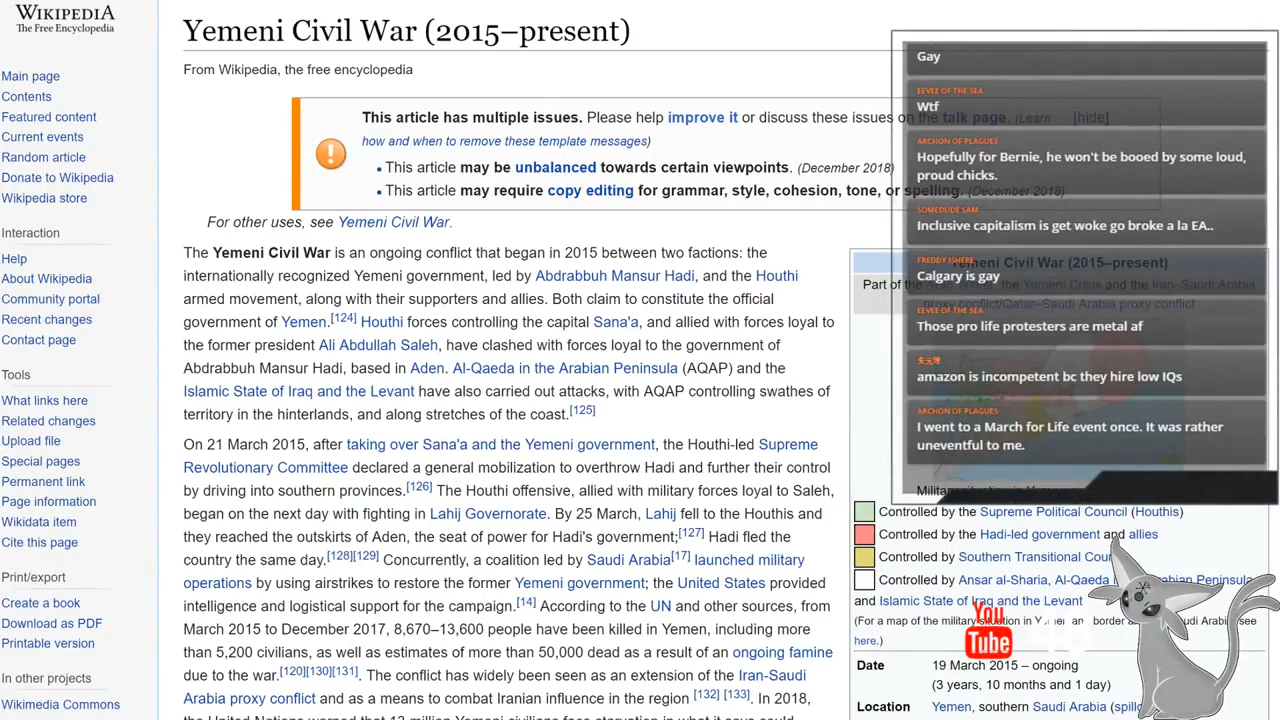 WIKIPEDIA
The Free Encyclopedia
Main page
Contents
Featured content
Current events
Random article
Donate to Wikipedia
Wikipedia store
Interaction
Help
About Wikipedia
Community portal
Recent changes
Contact page
Tools
What links here
Related changes
Upload file
Special pages
Permanent link
Page information
Wikidata item
Cite this page
Print/export
Create a book
Download as PDF
Printable version
In other projects
Wikimedia Commons
Yemeni Civil War (2015–present)
From Wikipedia, the free encyclopedia
This article has multiple issues. Please help improve it or discuss these issues on the talk page. (Learn [hide]
how and when to remove these template messages)
• This article may be unbalanced towards certain viewpoints. (December 2018)
• This article may require copy editing for grammar, style, cohesion, tone, or spelling. (December 2018)
For other uses, see Yemeni Civil War.
The Yemeni Civil War is an ongoing conflict that began in 2015 between two factions: the
internationally recognized Yemeni government, led by Abdrabbuh Mansur Hadi, and the Houthi
armed movement, along with their supporters and allies. Both claim to constitute the official
government of Yemen.[124] Houthi forces controlling the capital Sana'a, and allied with forces loyal to
the former president Ali Abdullah Saleh, have clashed with forces loyal to the government of
Abdrabbuh Mansur Hadi, based in Aden. Al-Qaeda in the Arabian Peninsula (AQAP) and the
Islamic State of Iraq and the Levant have also carried out attacks, with AQAP controlling swathes of
territory in the hinterlands, and along stretches of the coast.[125]
On 21 March 2015, after taking over Sana'a and the Yemeni government, the Houthi-led Supreme
Revolutionary Committee declared a general mobilization to overthrow Hadi and further their control
by driving into southern provinces.[126] The Houthi offensive, allied with military forces loyal to Saleh,
began on the next day with fighting in Lahij Governorate. By 25 March, Lahij fell to the Houthis and
they reached the outskirts of Aden, the seat of power for Hadi's government;[127] Hadi fled the
country the same day.[128][129] Concurrently, a coalition led by Saudi Arabia[17] launched military
operations by using airstrikes to restore the former Yemeni government; the United States provided
intelligence and logistical support for the campaign.[14] According to the UN and other sources, from
March 2015 to December 2017, 8,670–13,600 people have been killed in Yemen, including more
than 5,200 civilians, as well as estimates of more than 50,000 dead as a result of an ongoing famine
due to the war.[120][130][131]. The conflict has widely been seen as an extension of the Iran-Saudi
Arabia proxy conflict and as a means to combat Iranian influence in the region [132] [133]. In 2018,
the United Nations warned that 13 million Yemeni civilians face starvation in what it says could
Gay
EEVEE OF THE SEA
Wtf
ARCHON OF PLAGUES
Hopefully for Bernie, he won't be booed by some loud,
proud chicks.
SOMEDUDE SAM
Inclusive capitalism is get woke go broke a la EA..
FREDDY ISHERE
Calgary is gay
EEVEE OF THE SEA
Those pro life protesters are metal af
amazon is incompetent bc they hire low IQs
ARCHON OF PLAGUES
I went to a March for Life event once. It was rather
uneventful to me.
Yemeni Civil War (2015–present)
Part of the Yemeni Crisis and the Iran–Saudi Arabia
proxy conflict/Qatar–Saudi Arabia proxy conflict
Military situation in
Controlled by the Supreme Political Council (Houthis)
Controlled by the Hadi-led government and allies
Controlled by Southern Transitional
Controlled by Ansar al-Sharia, Al-Qaeda Peninsula
and Islamic State of Iraq and the Levant
(For a map of the military situation in and border see
here.)
Date 19 March 2015 – ongoing
(3 years, 10 months and 1 day)
Location Yemen, southern Saudi Arabia
You
Tube